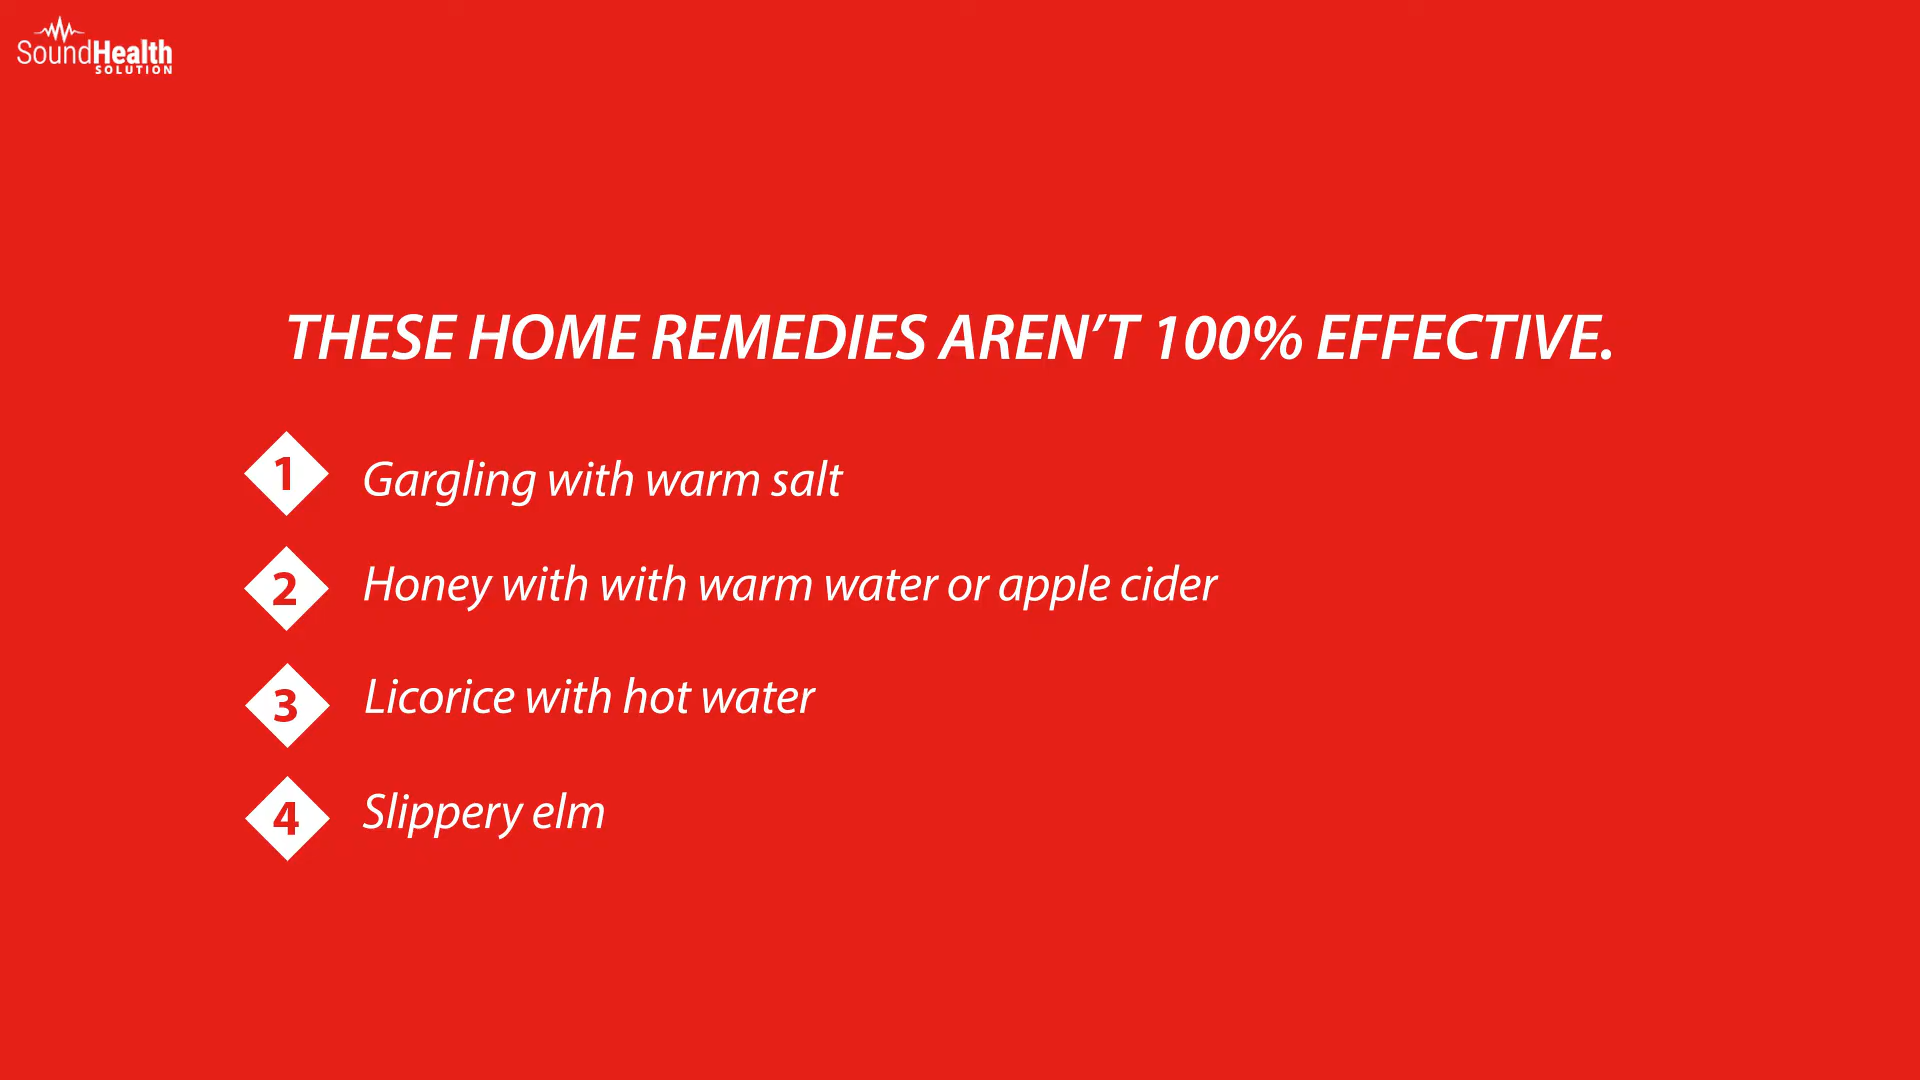 SoundHealth
SOLUTION
THESE HOME REMEDIES AREN’T 100% EFFECTIVE.
1 Gargling with warm salt
2 Honey with with warm water or apple cider
3 Licorice with hot water
4 Slippery elm